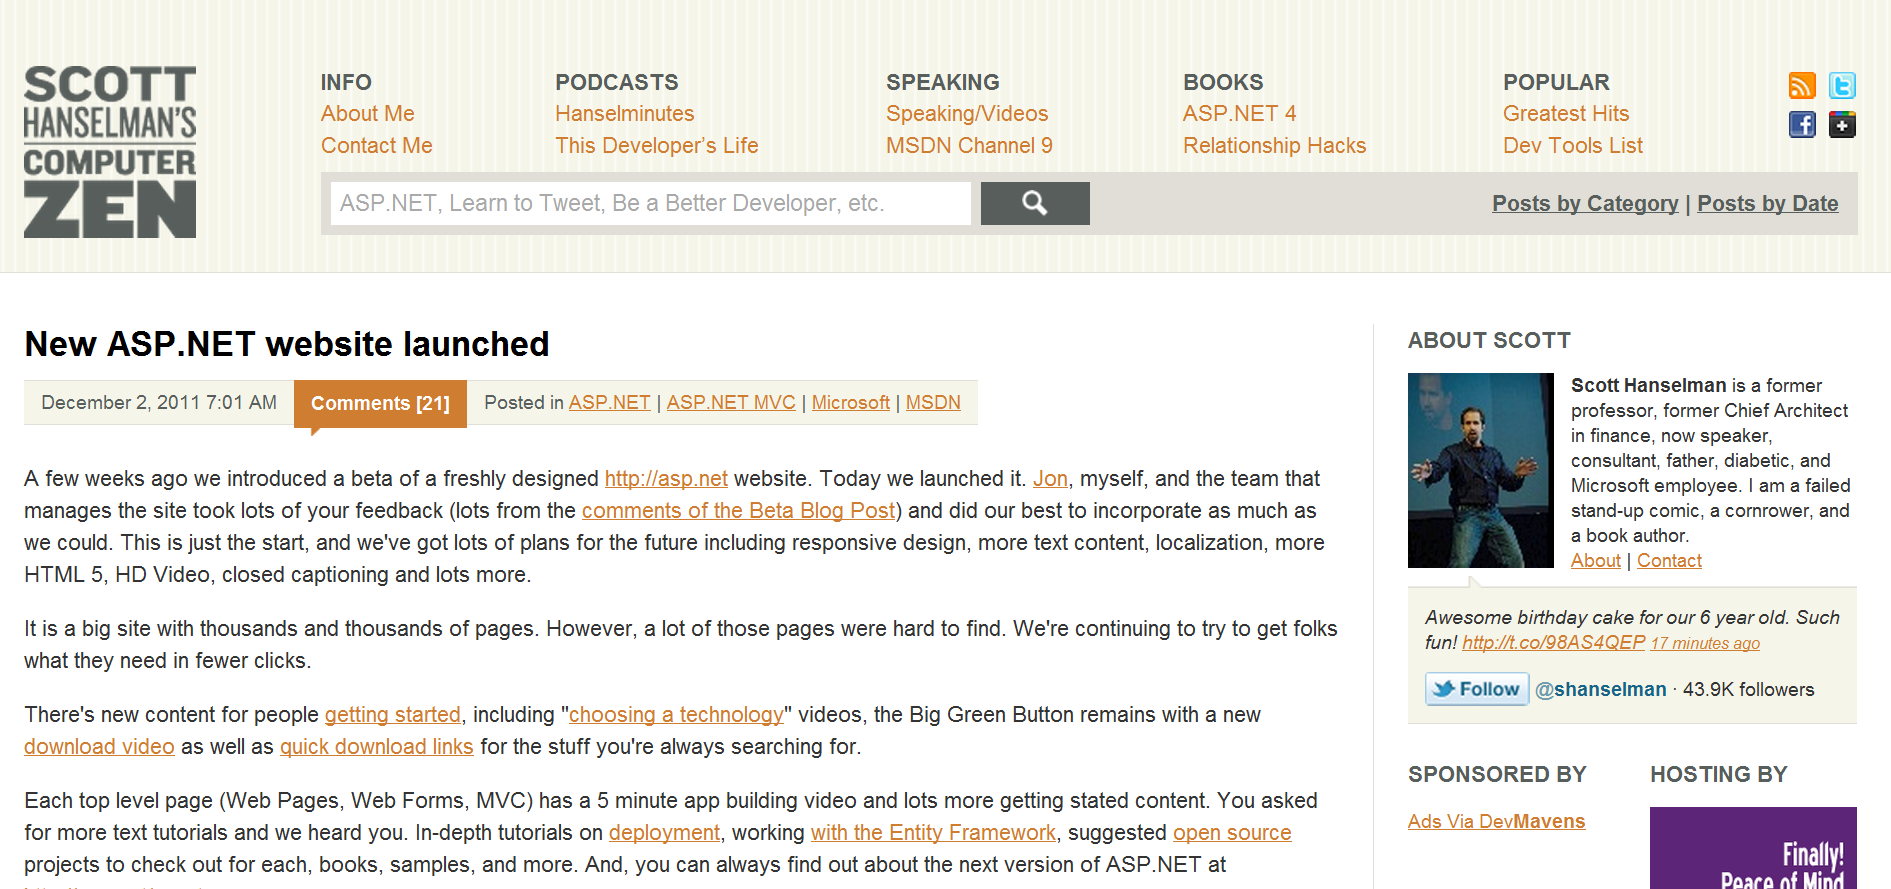 SCOTT
HANSELMAN'S
COMPUTER
ZEN
INFO
About Me
Contact Me
PODCASTS
Hanselminutes
This Developer's Life
SPEAKING
Speaking/Videos
MSDN Channel 9
BOOKS
ASP.NET 4
Relationship Hacks
POPULAR
Greatest Hits
Dev Tools List
ASP.NET, Learn to Tweet, Be a Better Developer, etc.
Posts by Category | Posts by Date
New ASP.NET website launched
December 2, 2011 7:01 AM Comments [21] Posted in ASP.NET | ASP.NET MVC | Microsoft | MSDN
A few weeks ago we introduced a beta of a freshly designed http://asp.net website. Today we launched it. Jon, myself, and the team that
manages the site took lots of your feedback (lots from the comments of the Beta Blog Post) and did our best to incorporate as much as
we could. This is just the start, and we've got lots of plans for the future including responsive design, more text content, localization, more
HTML 5, HD Video, closed captioning and lots more.
It is a big site with thousands and thousands of pages. However, a lot of those pages were hard to find. We're continuing to try to get folks
what they need in fewer clicks.
There's new content for people getting started, including "choosing a technology" videos, the Big Green Button remains with a new
download video as well as quick download links for the stuff you're always searching for.
Each top level page (Web Pages, Web Forms, MVC) has a 5 minute app building video and lots more getting stated content. You asked
for more text tutorials and we heard you. In-depth tutorials on deployment, working with the Entity Framework, suggested open source
projects to check out for each, books, samples, and more. And, you can always find out about the next version of ASP.NET at
ABOUT SCOTT
Scott Hanselman is a former
professor, former Chief Architect
in finance, now speaker,
consultant, father, diabetic, and
Microsoft employee. I am a failed
stand-up comic, a cornrower, and
a book author.
About | Contact
Awesome birthday cake for our 6 year old. Such
fun! http://t.co/98AS4QEP 17 minutes ago
Follow @shanselman · 43.9K followers
SPONSORED BY
Ads Via DevMavens
HOSTING BY
Finally!
Peace of Mind